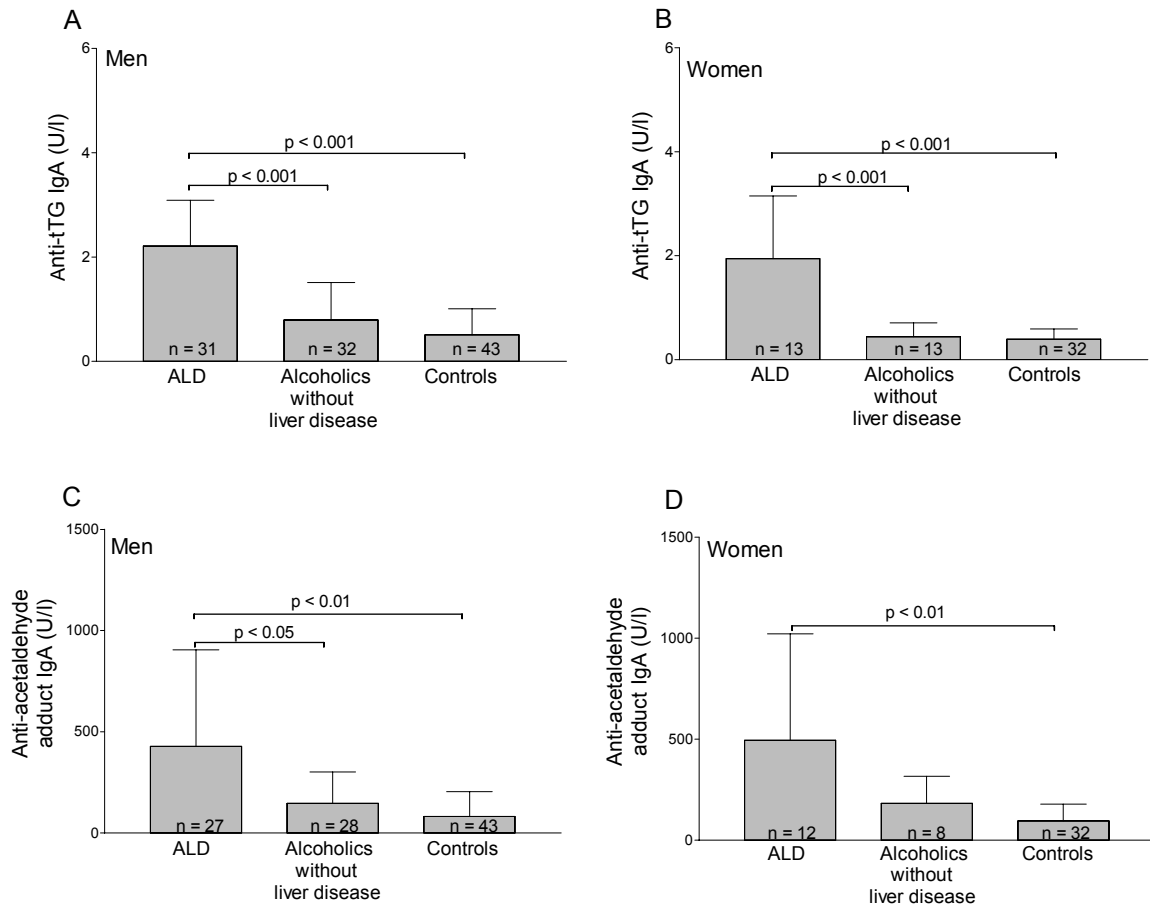 A
Men
6
4
2
0
Anti-tTG IgA (U/l)
p < 0.001
p < 0.001
n = 31
n = 32
n = 43
ALD
Alcoholics
without
liver disease
Controls
B
Women
6
4
2
0
Anti-tTG IgA (U/l)
p < 0.001
p < 0.001
n = 13
n = 13
n = 32
ALD
Alcoholics
without
liver disease
Controls
C
Men
1500
1000
500
0
Anti-acetaldehyde
adduct IgA (U/l)
p < 0.01
p < 0.05
n = 27
n = 28
n = 43
ALD
Alcoholics
without
liver disease
Controls
D
Women
1500
1000
500
0
Anti-acetaldehyde
adduct IgA (U/l)
p < 0.01
n = 12
n = 8
n = 32
ALD
Alcoholics
without
liver disease
Controls